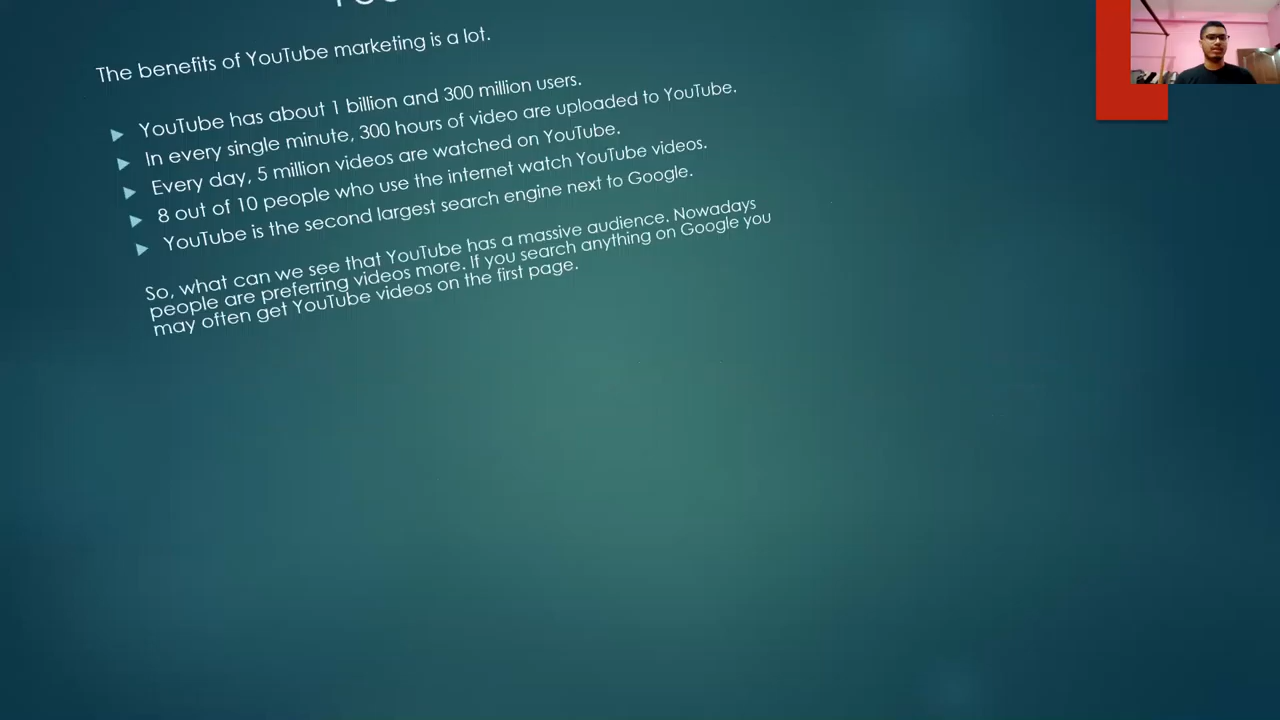 The benefits of YouTube marketing is a lot.
YouTube has about 1 billion and 300 million users.
In every single minute, 300 hours of video are uploaded to YouTube.
Every day, 5 million videos are watched on YouTube.
8 out of 10 people who use the internet watch YouTube videos.
YouTube is the second largest search engine next to Google.
So, what can we see that YouTube has a massive audience. Nowadays
people are preferring videos more. If you search anything on Google you
may often get YouTube videos on the first page.